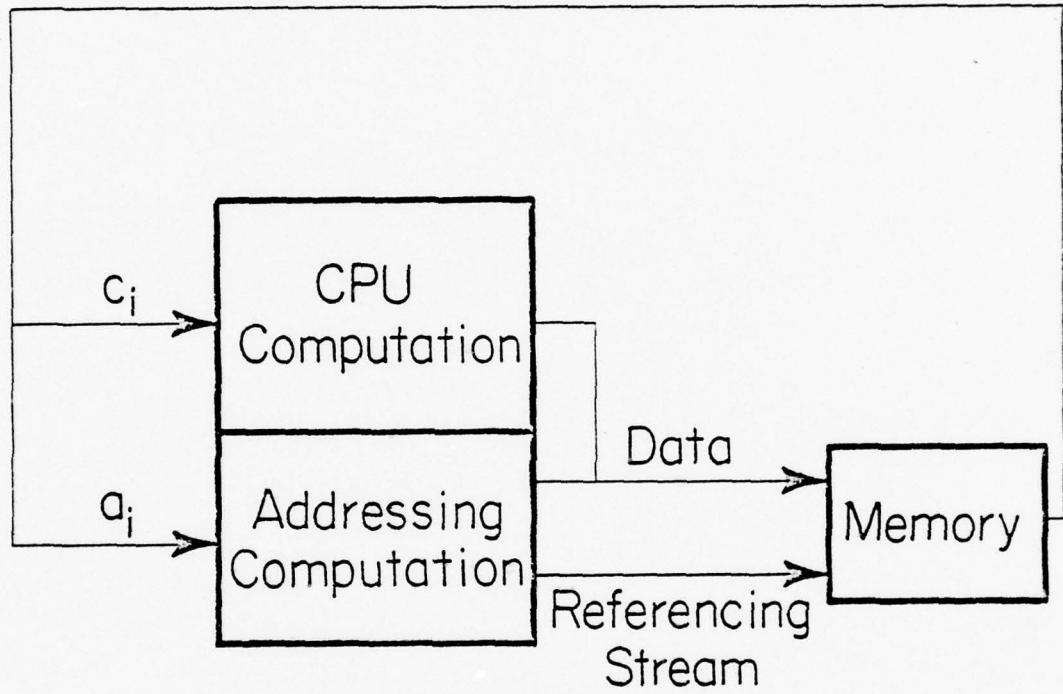 c_i
CPU
Computation
Data
a_i
Addressing
Computation
Memory
Referencing
Stream